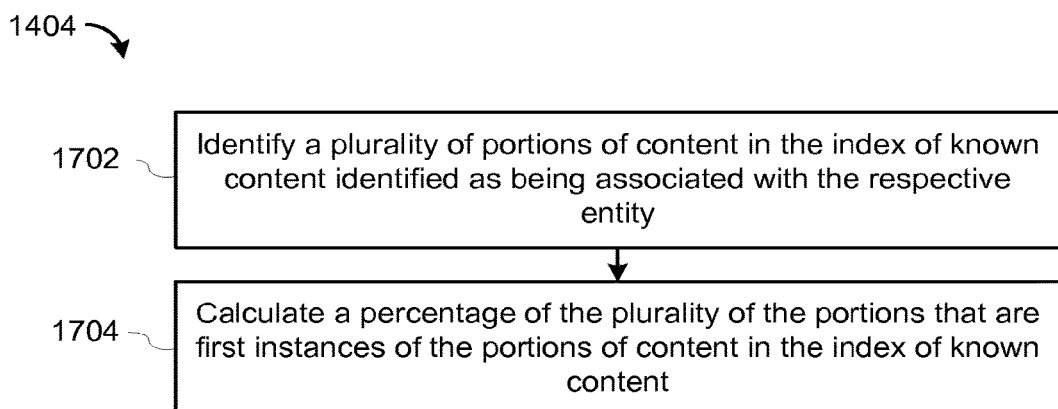 1404
1702
Identify a plurality of portions of content in the index of known
content identified as being associated with the respective
entity
1704
Calculate a percentage of the plurality of the portions that are
first instances of the portions of content in the index of known
content